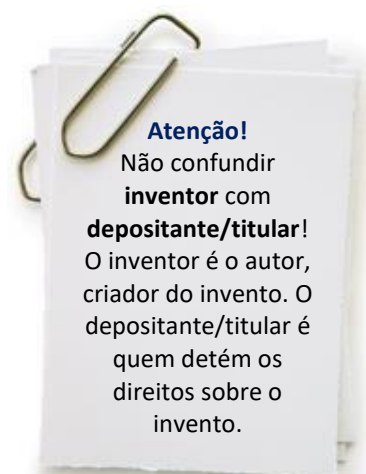 Atenção!
Não confundir
inventor com
depositante/titular!
O inventor é o autor,
criador do invento. O
depositante/titular é
quem detém os
direitos sobre o
invento.